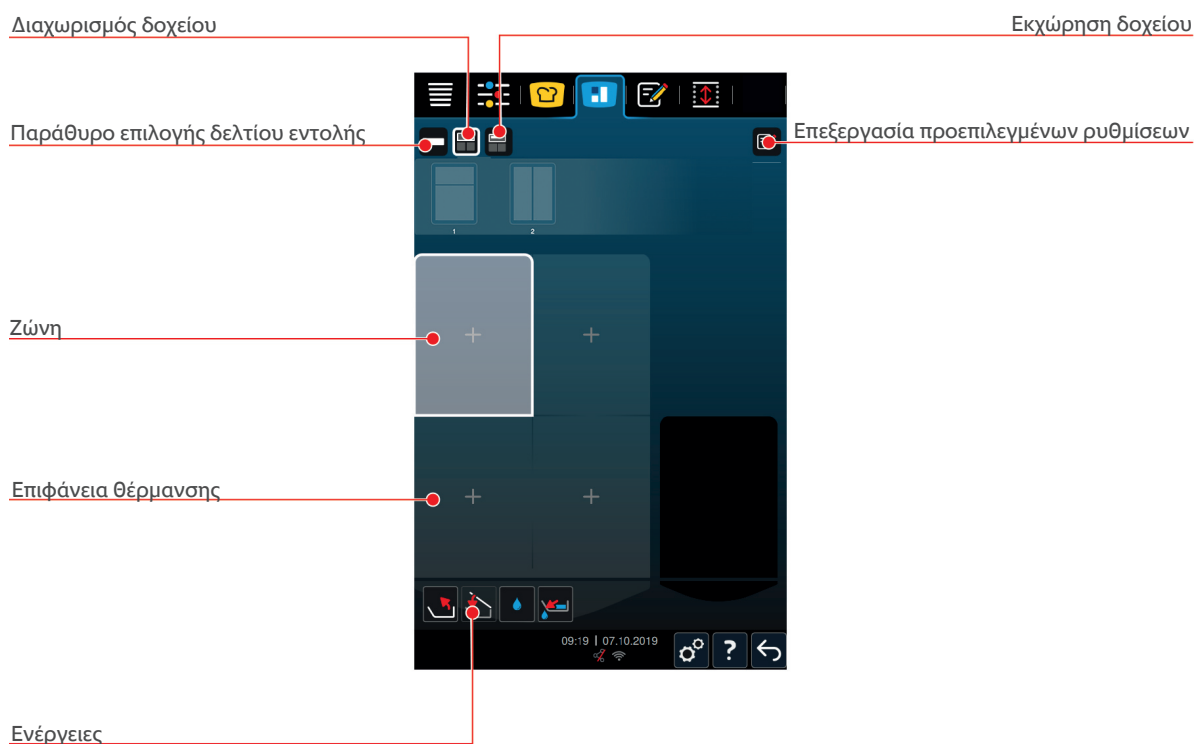 Διαχωρισμός δοχείου
Εκχώρηση δοχείου
Παράθυρο επιλογής δελτίου εντολής
Επεξεργασία προεπιλεγμένων ρυθμίσεων
1 2
Ζώνη
+ +
Επιφάνεια θέρμανσης
+ +
09:19 | 07.10.2019
?
Ενέργειες